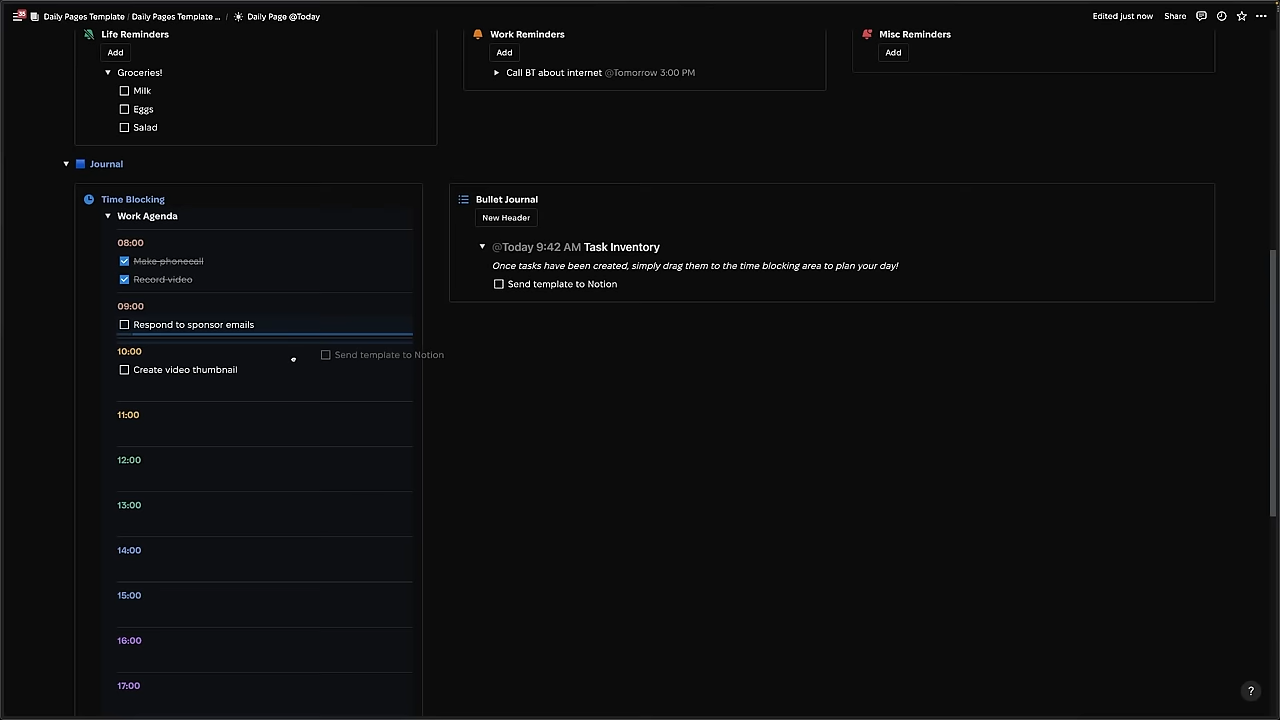 35
Daily Pages Template / Daily Pages Template ... / Daily Page @Today
Edited just now Share
Life Reminders
Add
Groceries!
Milk
Eggs
Salad
Work Reminders
Add
Call BT about internet @Tomorrow 3:00 PM
Misc Reminders
Add
Journal
Time Blocking
Work Agenda
08:00
Make phonecall
Record video
09:00
Respond to sponsor emails
10:00
Create video thumbnail
11:00
12:00
13:00
14:00
15:00
16:00
17:00
Send template to Notion
Bullet Journal
New Header
@Today 9:42 AM Task Inventory
Once tasks have been created, simply drag them to the time blocking area to plan your day!
Send template to Notion
?